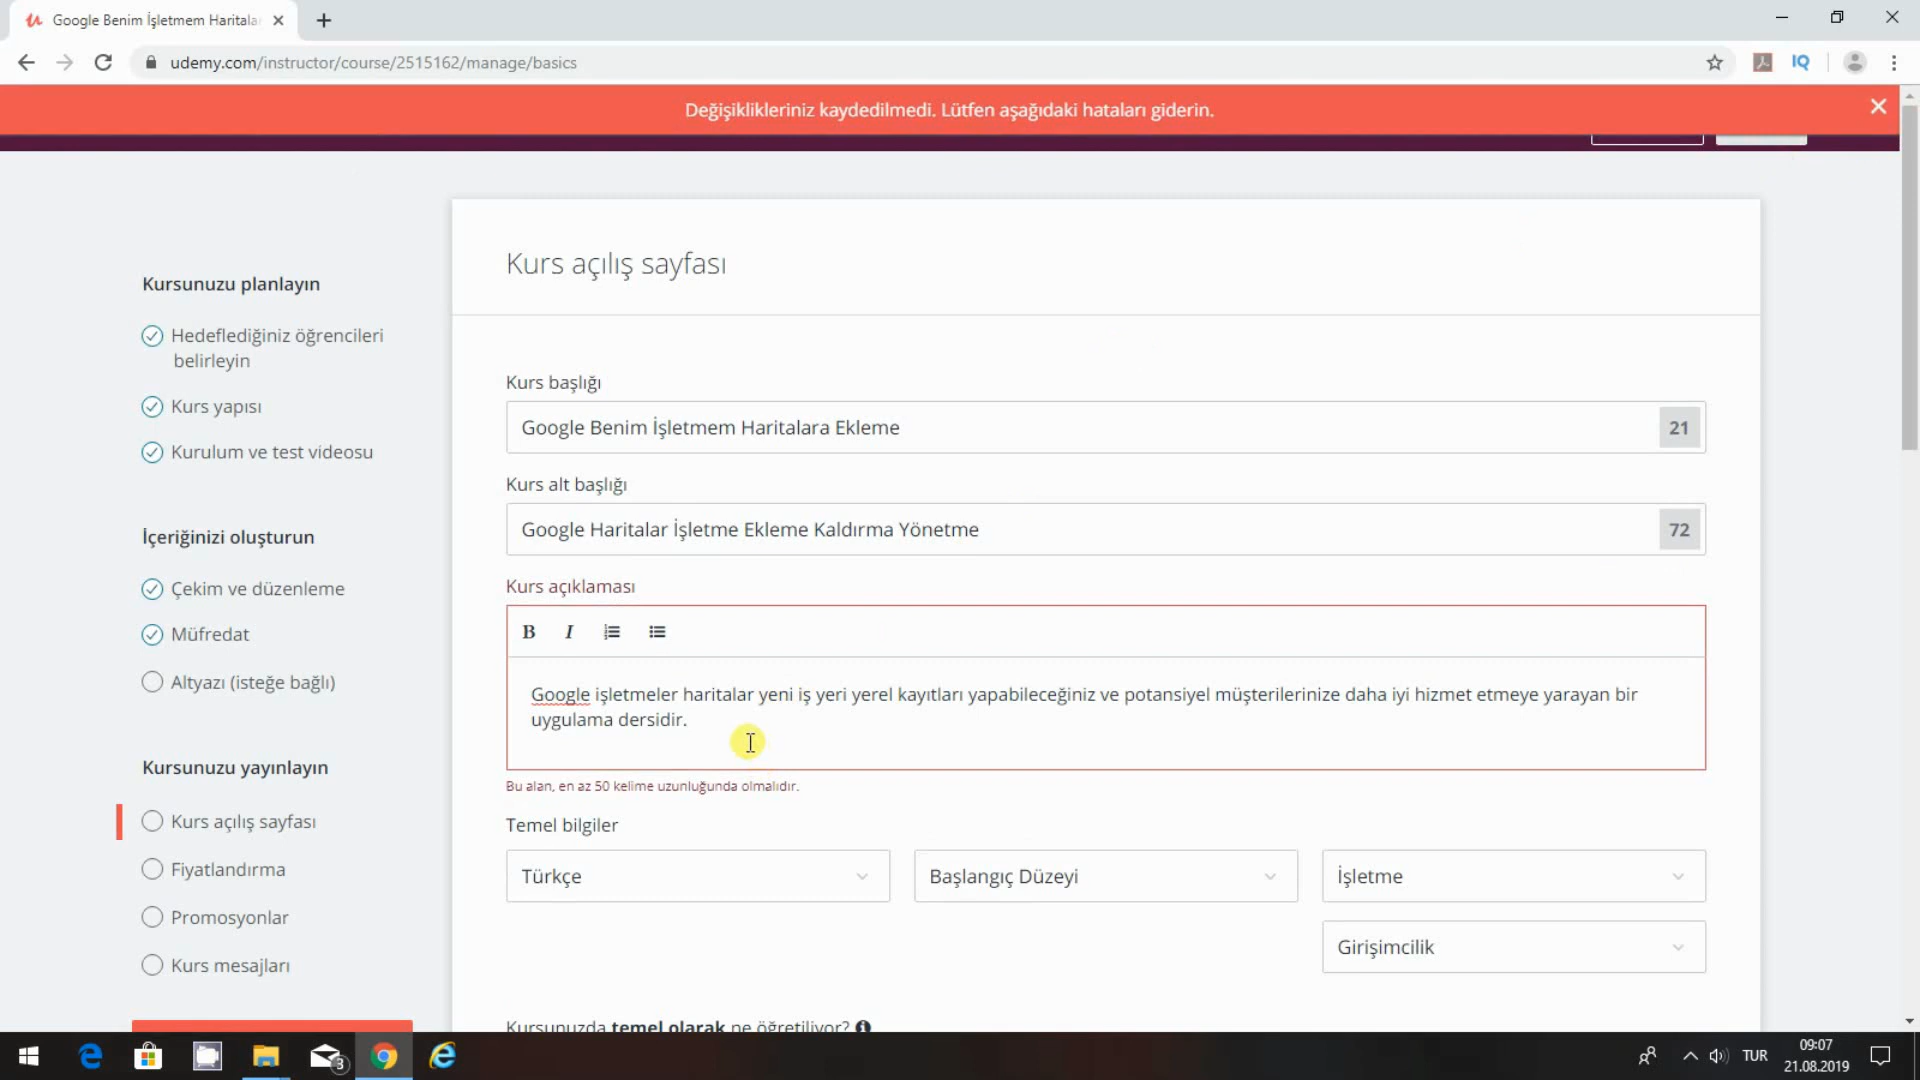 Google Benim İşletmem Haritala
udemy.com/instructor/course/2515162/manage/basics
IQ
Değişiklikleriniz kaydedilmedi. Lütfen aşağıdaki hataları giderin.
Kursunuzu planlayın
Hedeflediğiniz öğrencileri
belirleyin
Kurs yapısı
Kurulum ve test videosu
İçeriğinizi oluşturun
Çekim ve düzenleme
Müfredat
Altyazı (isteğe bağlı)
Kursunuzu yayınlayın
Kurs açılış sayfası
Fiyatlandırma
Promosyonlar
Kurs mesajları
Kurs açılış sayfası
Kurs başlığı
Google Benim İşletmem Haritalara Ekleme 21
Kurs alt başlığı
Google Haritalar İşletme Ekleme Kaldırma Yönetme 72
Kurs açıklaması
B I
Google işletmeler haritalar yeni iş yeri yerel kayıtları yapabileceğiniz ve potansiyel müşterilerinize daha iyi hizmet etmeye yarayan bir
uygulama dersidir.
Bu alan, en az 50 kelime uzunluğunda olmalıdır.
Temel bilgiler
Türkçe
Başlangıç Düzeyi
İşletme
Girişimcilik
Kursunuzda temel olarak ne öğretiliyor?
3
TUR
09:07
21.08.2019